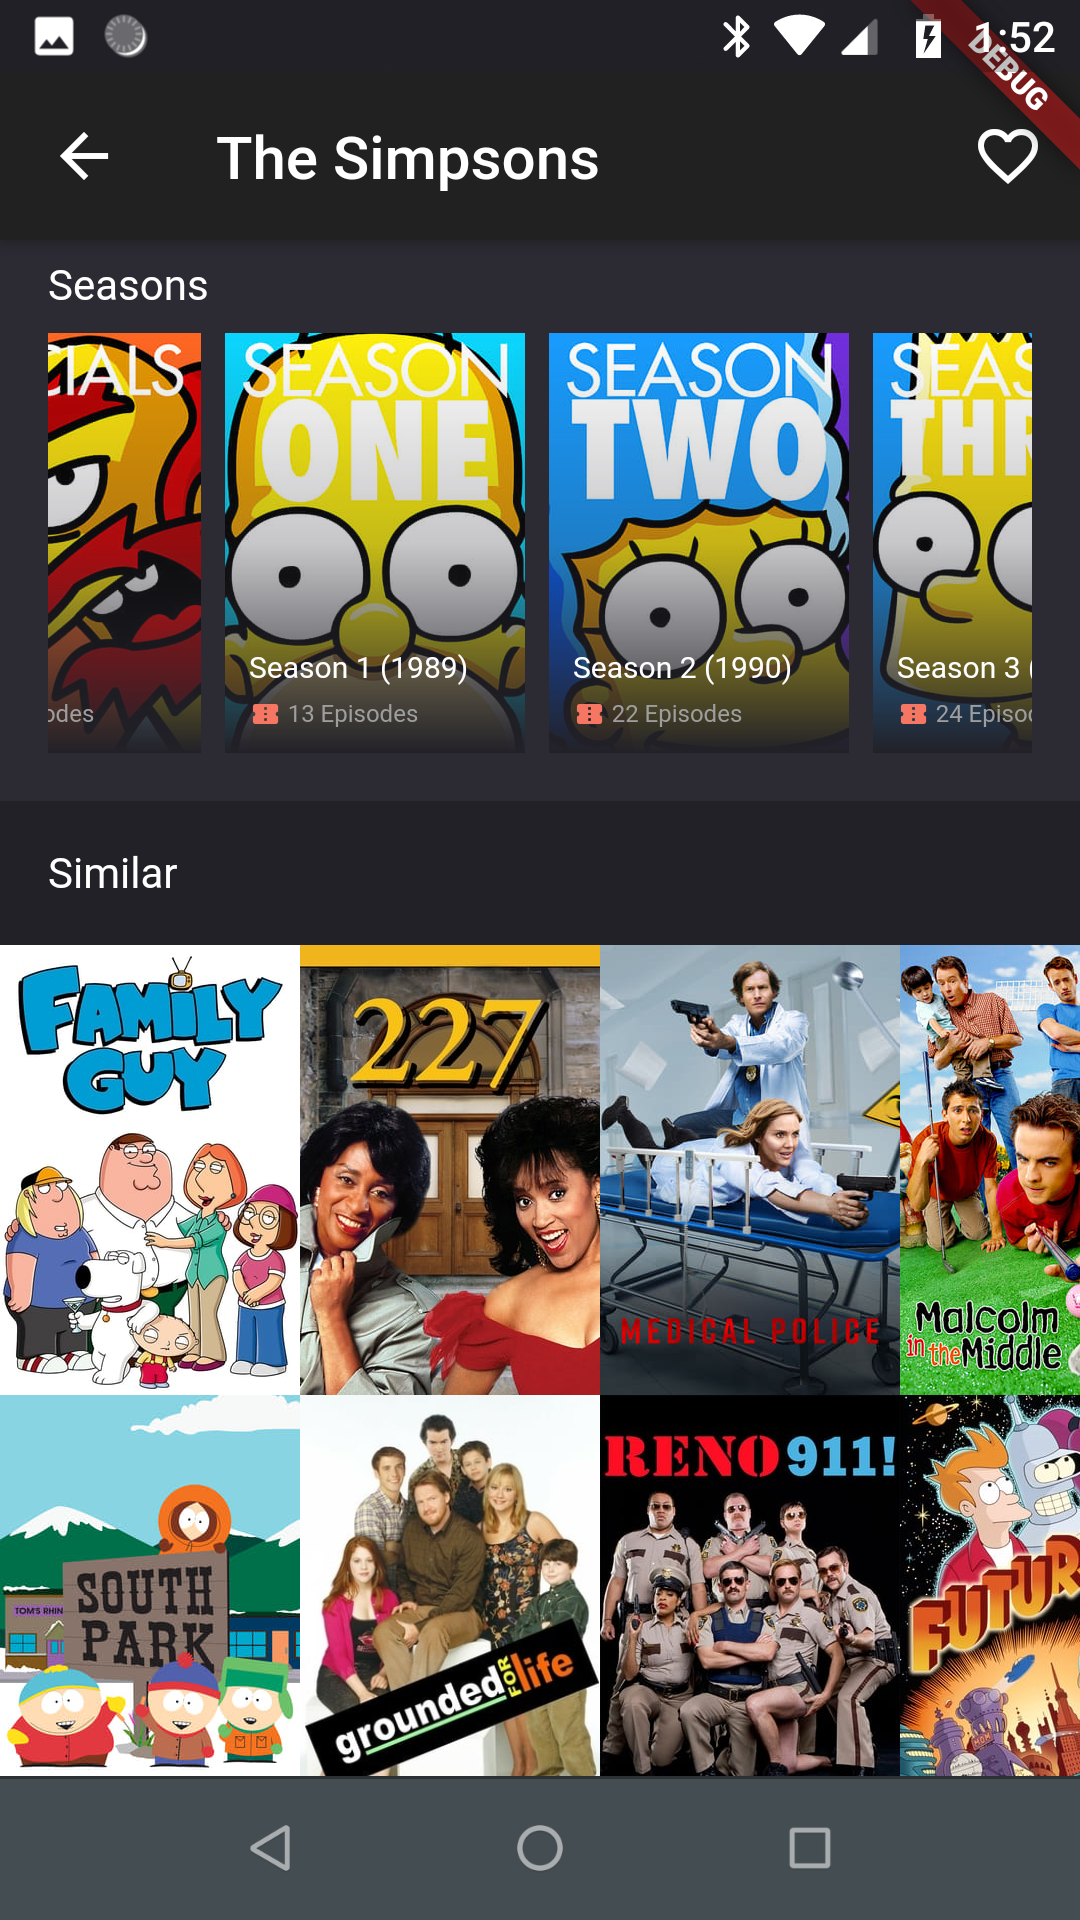 1:52
DEBUG
The Simpsons
Seasons
CIALS
SEASON
ONE
SEASON
TWO
SEAS
THR
Season 1 (1989)
Season 2 (1990)
Season 3 (
odes
13 Episodes
22 Episodes
24 Episo
Similar
FAMILY
GUY
227
MEDICAL POLICE
Malcolm
in the Middle
SOUTH
PARK
TOM'S RHIN
grounded FOR life
RENO 911!
FUTUR